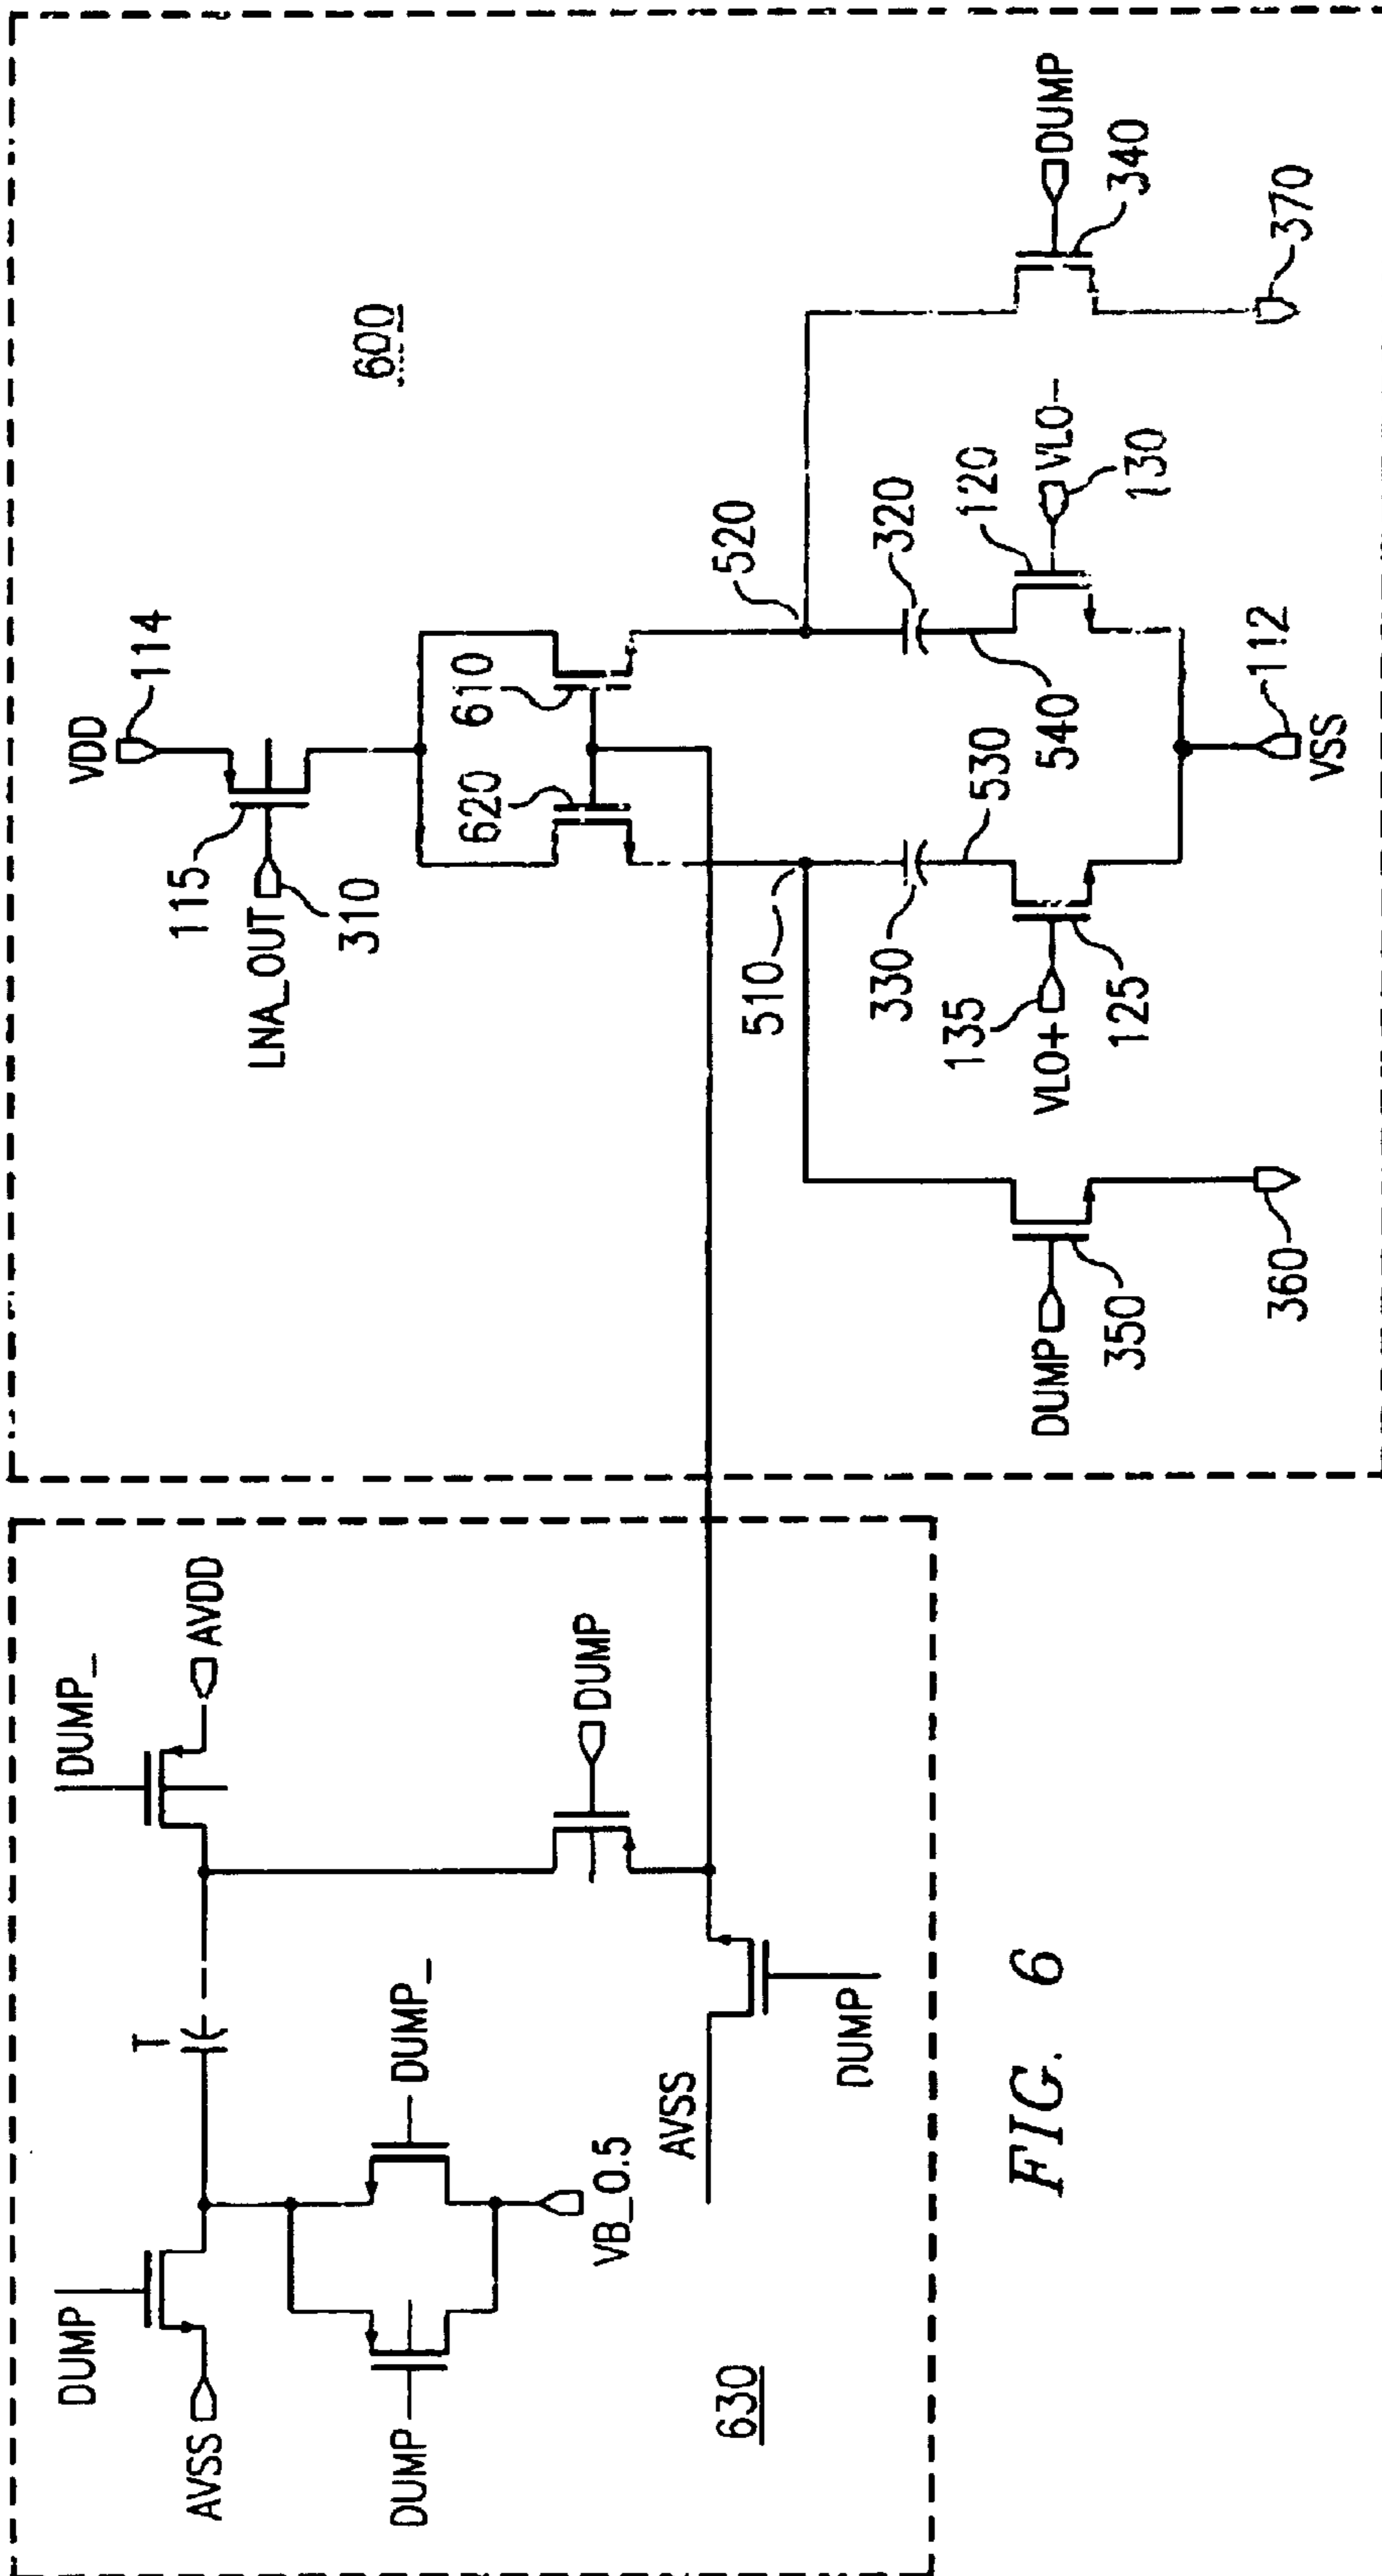 DUMP
DUMP_
AVSS
T
AVDD
DUMP
DUMP_
VB_0.5
DUMP
AVSS
DUMP
630
VDD
114
115
LNA_OUT
310
600
620
610
510
520
330
530
320
540
135
VLO+
125
120
VLO-
130
DUMP
350
DUMP
340
360
VSS
112
370
FIG. 6